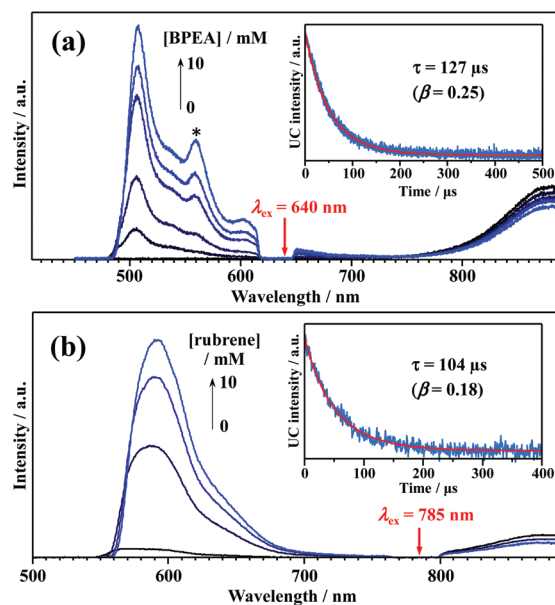 (a)
[BPEA] / mM
10
0
*
τ = 127 μs
(β = 0.25)
UC intensity / a.u.
0 100 200 300 400 500
Time / μs
λex = 640 nm
Intensity / a.u.
500 600 700 800
Wavelength / nm
(b)
[rubrene]
/ mM
10
0
τ = 104 μs
(β = 0.18)
UC intensity / a.u.
0 100 200 300 400
Time / μs
λex = 785 nm
Intensity / a.u.
500 600 700 800
Wavelength / nm